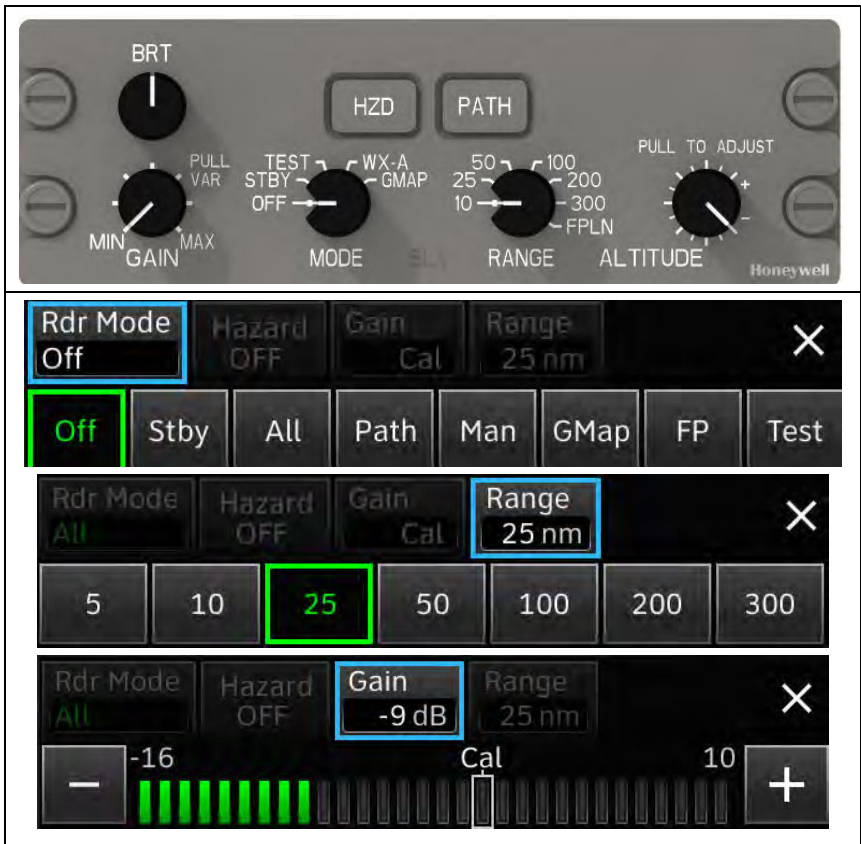 BRT
HZD PATH
PULL TO ADJUST
PULL VAR
MIN MAX
GAIN
TEST WX-A
STBY GMAP
OFF
MODE
50 100
25 200
10 300
FPLN
RANGE
+
-
ALTITUDE
Honeywell
Rdr Mode Hazard Gain Range ×
Off OFF Cal 25 nm
Off Stby All Path Man GMap FP Test
Rdr Mode Hazard Gain Range ×
All OFF Cal 25 nm
5 10 25 50 100 200 300
Rdr Mode Hazard Gain Range ×
All OFF -9 dB 25 nm
-16 Cal 10
− +